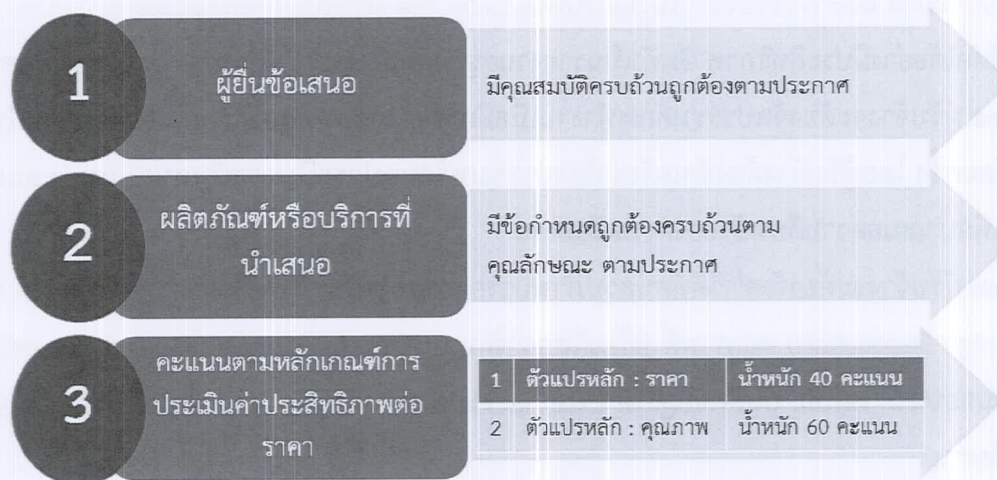 1
ผู้ยื่นข้อเสนอ
มีคุณสมบัติครบถ้วนถูกต้องตามประกาศ
2
ผลิตภัณฑ์หรือบริการที่
นำเสนอ
มีข้อกำหนดถูกต้องครบถ้วนตาม
คุณลักษณะ ตามประกาศ
3
คะแนนตามหลักเกณฑ์การ
ประเมินค่าประสิทธิภาพต่อ
ราคา
1 ตัวแปรหลัก : ราคา น้ำหนัก 40 คะแนน
2 ตัวแปรหลัก : คุณภาพ น้ำหนัก 60 คะแนน